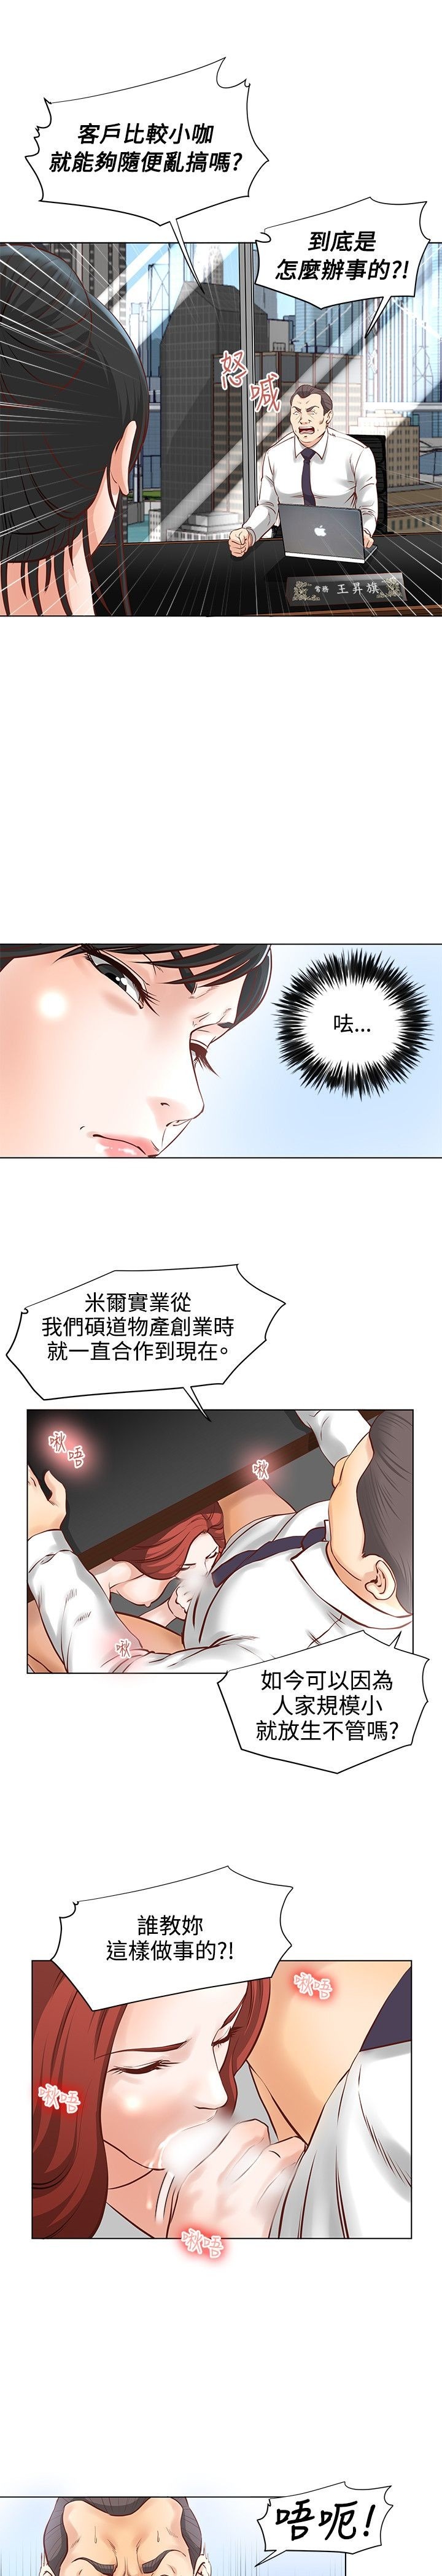 客戶比較小咖
就能夠隨便亂搞嗎?
到底是
怎麼辦事的?!
怒
喊
常務 王昇旗
呿...
米爾實業從
我們碩道物產創業時
就一直合作到現在。
啾唔
啾
啾
如今可以因為
人家規模小
就放生不管嗎?
誰教妳
這樣做事的?!
啾唔
啾唔
啾唔
唔呃!